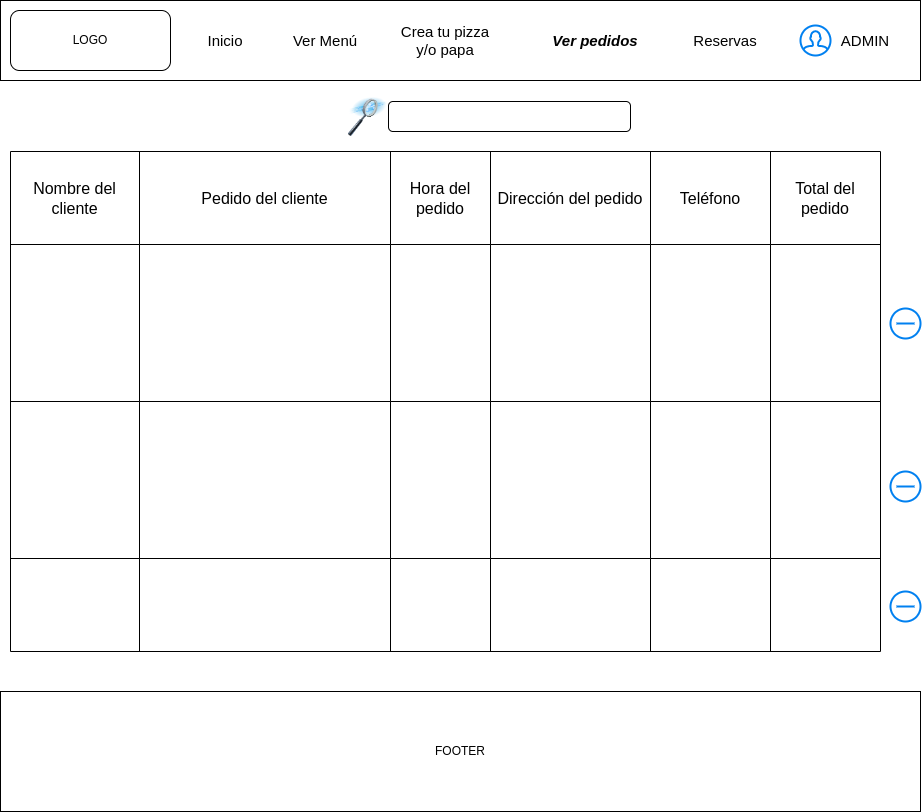 LOGO
Inicio
Ver Menú
Crea tu pizza
y/o papa
Ver pedidos
Reservas
ADMIN
Nombre del
cliente
Pedido del cliente
Hora del
pedido
Dirección del pedido
Teléfono
Total del
pedido
FOOTER